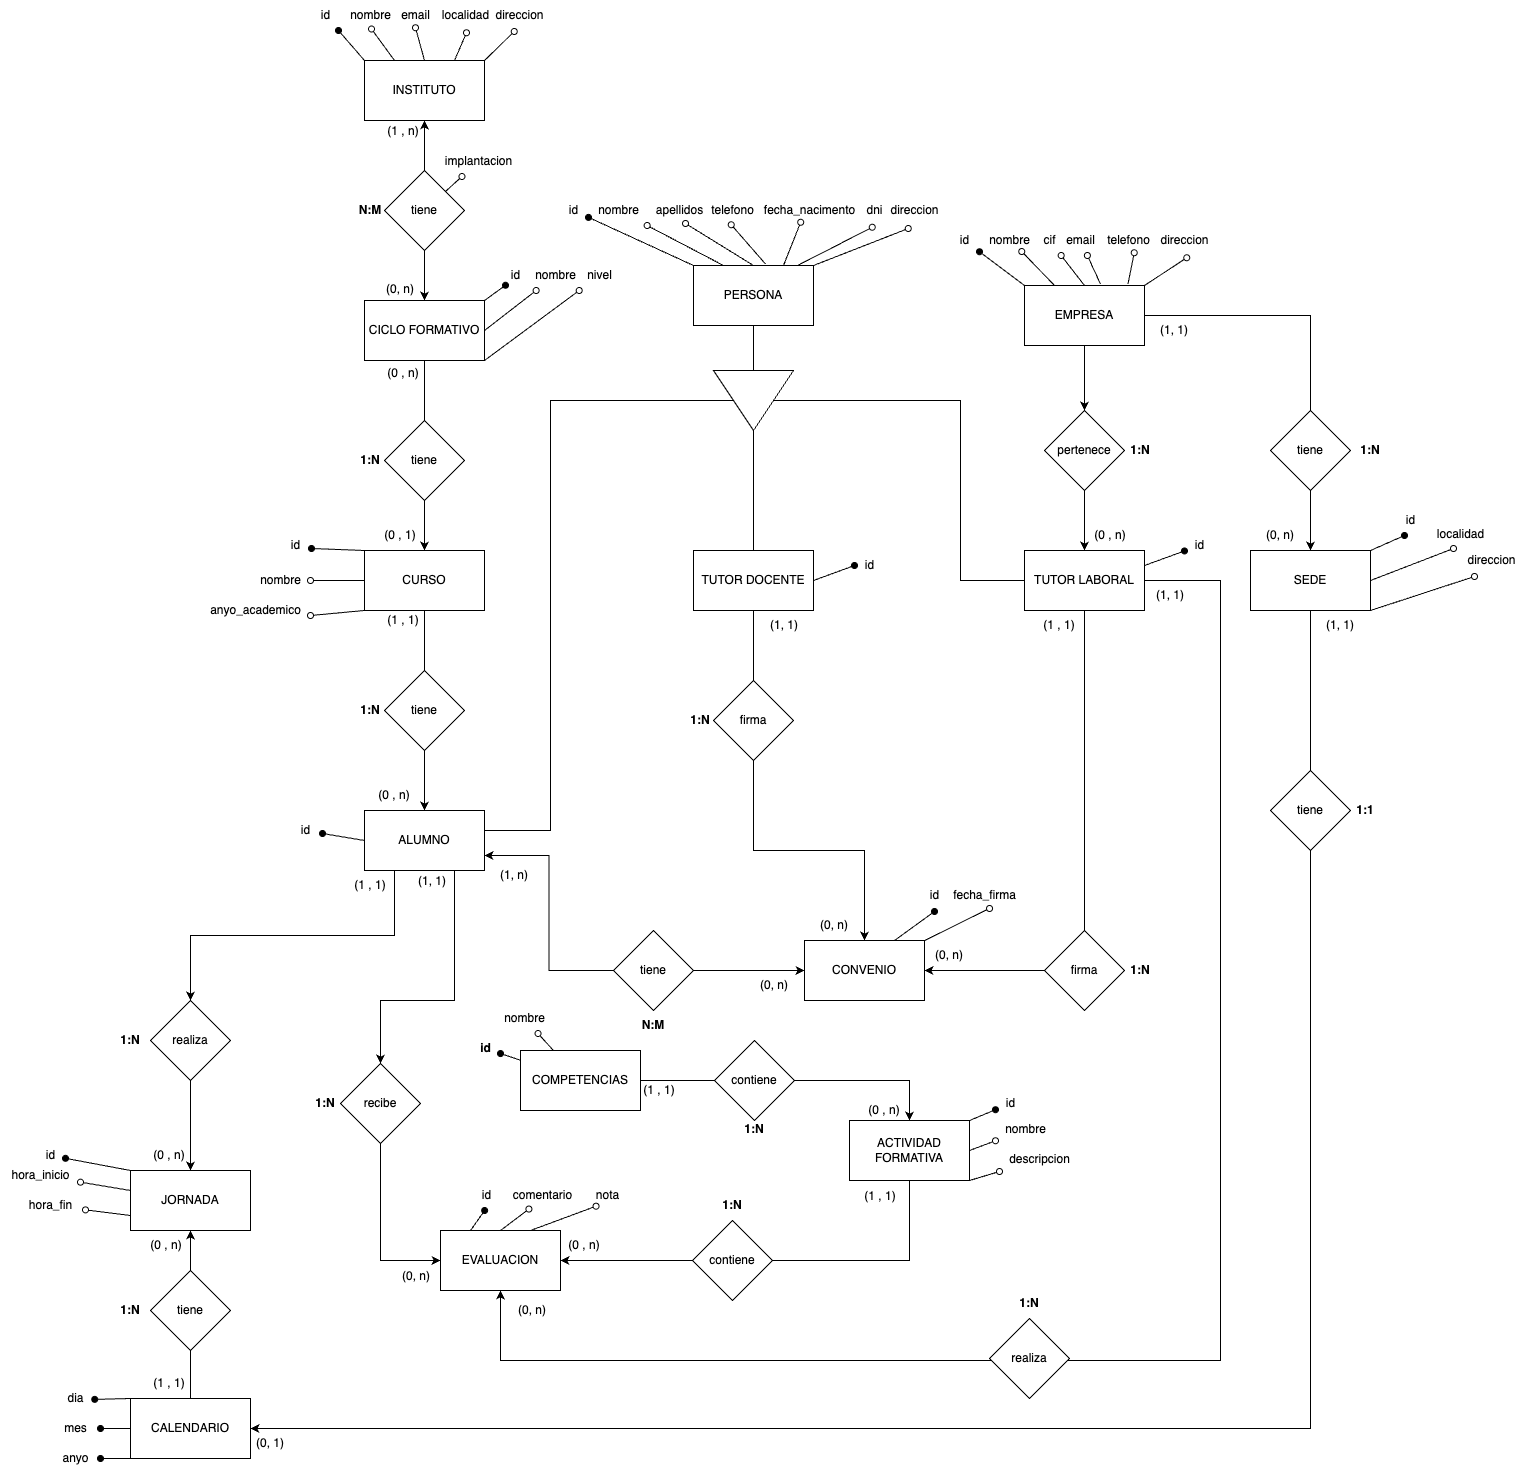 id nombre email localidad direccion
INSTITUTO
(1 , n)
implantacion
N:M tiene
(0, n)
id nombre nivel
CICLO FORMATIVO
(0 , n)
1:N tiene
(0 , 1)
id
nombre
anyo_academico
CURSO
(1 , 1)
1:N tiene
(0 , n)
id
ALUMNO
(1 , 1)
(1, 1)
(1, n)
id nombre apellidos telefono fecha_nacimento dni direccion
PERSONA
id nombre cif email telefono direccion
EMPRESA
(1, 1)
pertenece 1:N
tiene 1:N
(0 , n)
(0, n)
TUTOR DOCENTE
id
(1, 1)
TUTOR LABORAL
id
(1, 1)
(1 , 1)
SEDE
id
localidad
direccion
(1, 1)
1:N firma
tiene 1:1
(0, n)
id fecha_firma
CONVENIO
(0, n)
firma 1:N
tiene
(0, n)
N:M
1:N realiza
1:N recibe
nombre
id
COMPETENCIAS
(1 , 1)
contiene
1:N
(0 , n)
ACTIVIDAD
FORMATIVA
id
nombre
descripcion
(1 , 1)
(0 , n)
id
hora_inicio
hora_fin
JORNADA
(0 , n)
1:N tiene
(1 , 1)
id comentario nota
EVALUACION
(0 , n)
(0, n)
(0, n)
1:N
contiene
1:N
realiza
dia
mes
anyo
CALENDARIO
(0, 1)